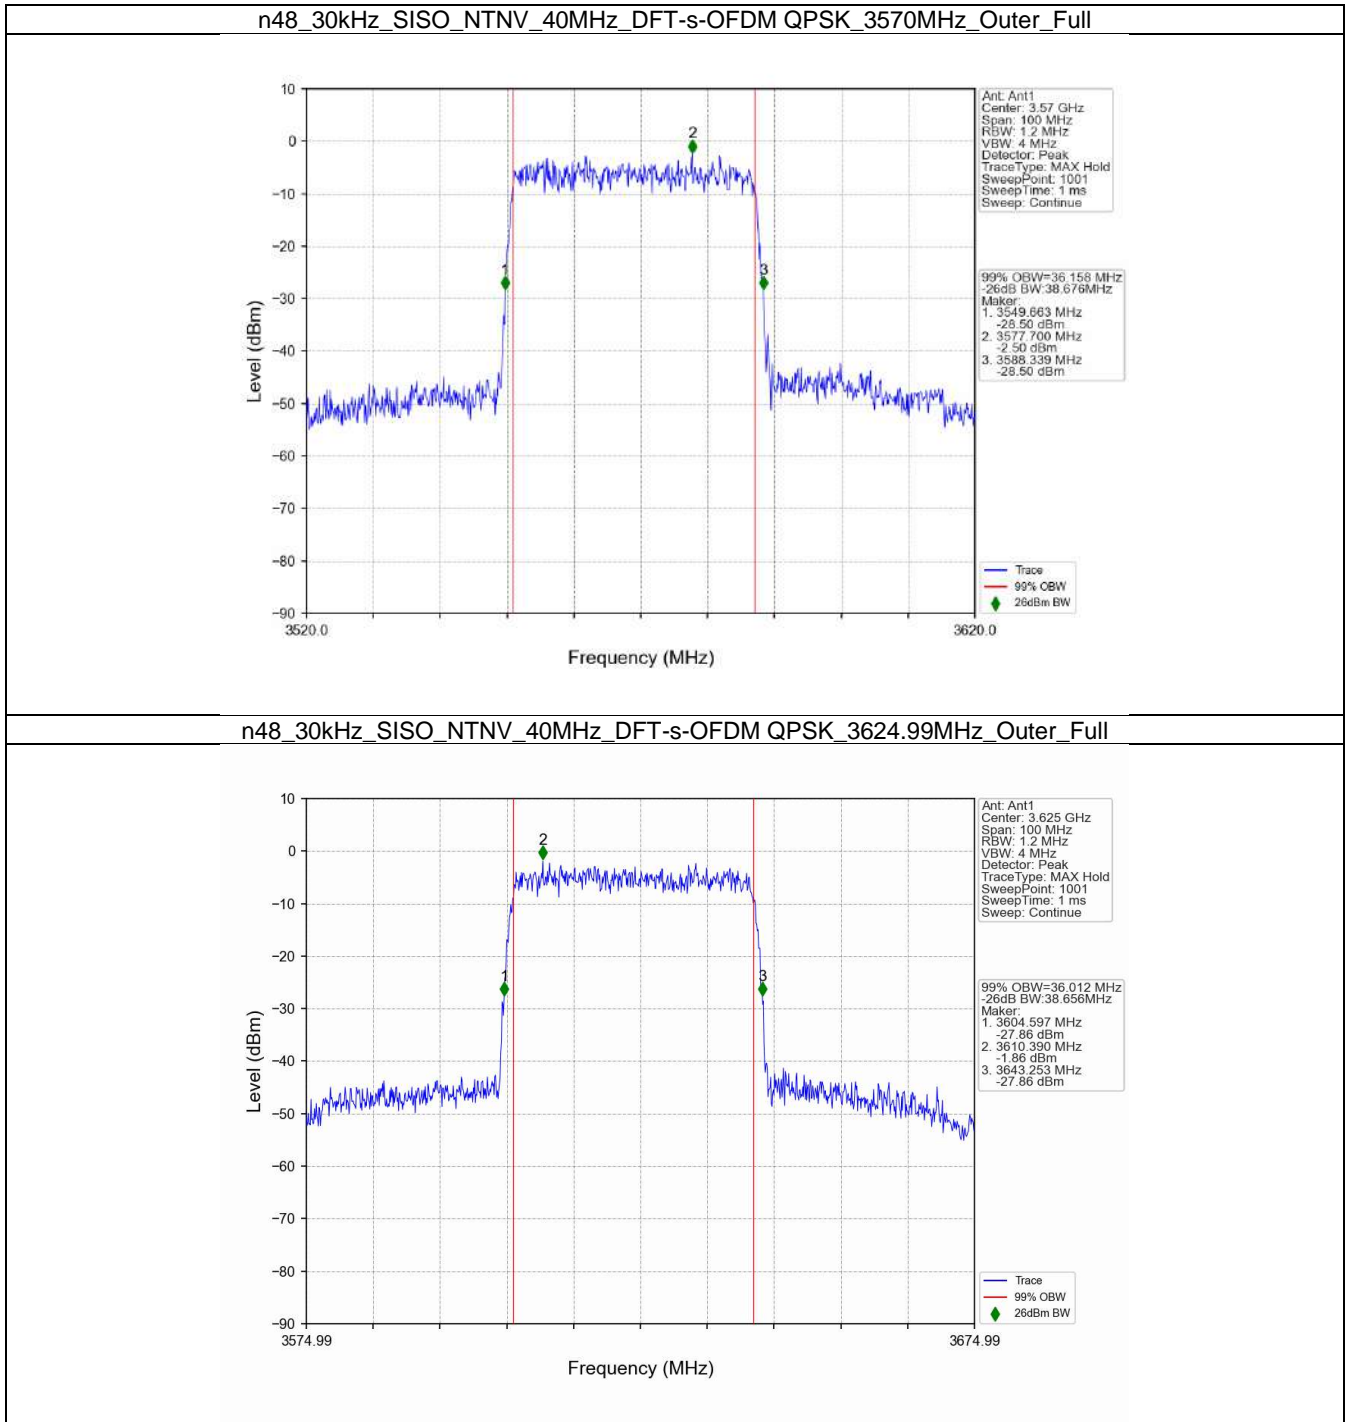 n48_30kHz_SISO_NTNV_40MHz_DFT-s-OFDM QPSK_3570MHz_Outer_Full
10
0
−10
−20
−30
−40
−50
−60
−70
−80
−90
Level (dBm)
1
2
3
3520.0
3620.0
Frequency (MHz)
Ant: Ant1
Center: 3.57 GHz
Span: 100 MHz
RBW: 1.2 MHz
VBW: 4 MHz
Detector: Peak
TraceType: MAX Hold
SweepPoint: 1001
SweepTime: 1 ms
Sweep: Continue
99% OBW=36.158 MHz
-26dB BW:38.676MHz
Maker:
1. 3549.663 MHz
-28.50 dBm
2. 3577.700 MHz
-2.50 dBm
3. 3588.339 MHz
-28.50 dBm
Trace
99% OBW
26dBm BW
n48_30kHz_SISO_NTNV_40MHz_DFT-s-OFDM QPSK_3624.99MHz_Outer_Full
10
0
−10
−20
−30
−40
−50
−60
−70
−80
−90
Level (dBm)
1
2
3
3574.99
3674.99
Frequency (MHz)
Ant: Ant1
Center: 3.625 GHz
Span: 100 MHz
RBW: 1.2 MHz
VBW: 4 MHz
Detector: Peak
TraceType: MAX Hold
SweepPoint: 1001
SweepTime: 1 ms
Sweep: Continue
99% OBW=36.012 MHz
-26dB BW:38.656MHz
Maker:
1. 3604.597 MHz
-27.86 dBm
2. 3610.390 MHz
-1.86 dBm
3. 3643.253 MHz
-27.86 dBm
Trace
99% OBW
26dBm BW